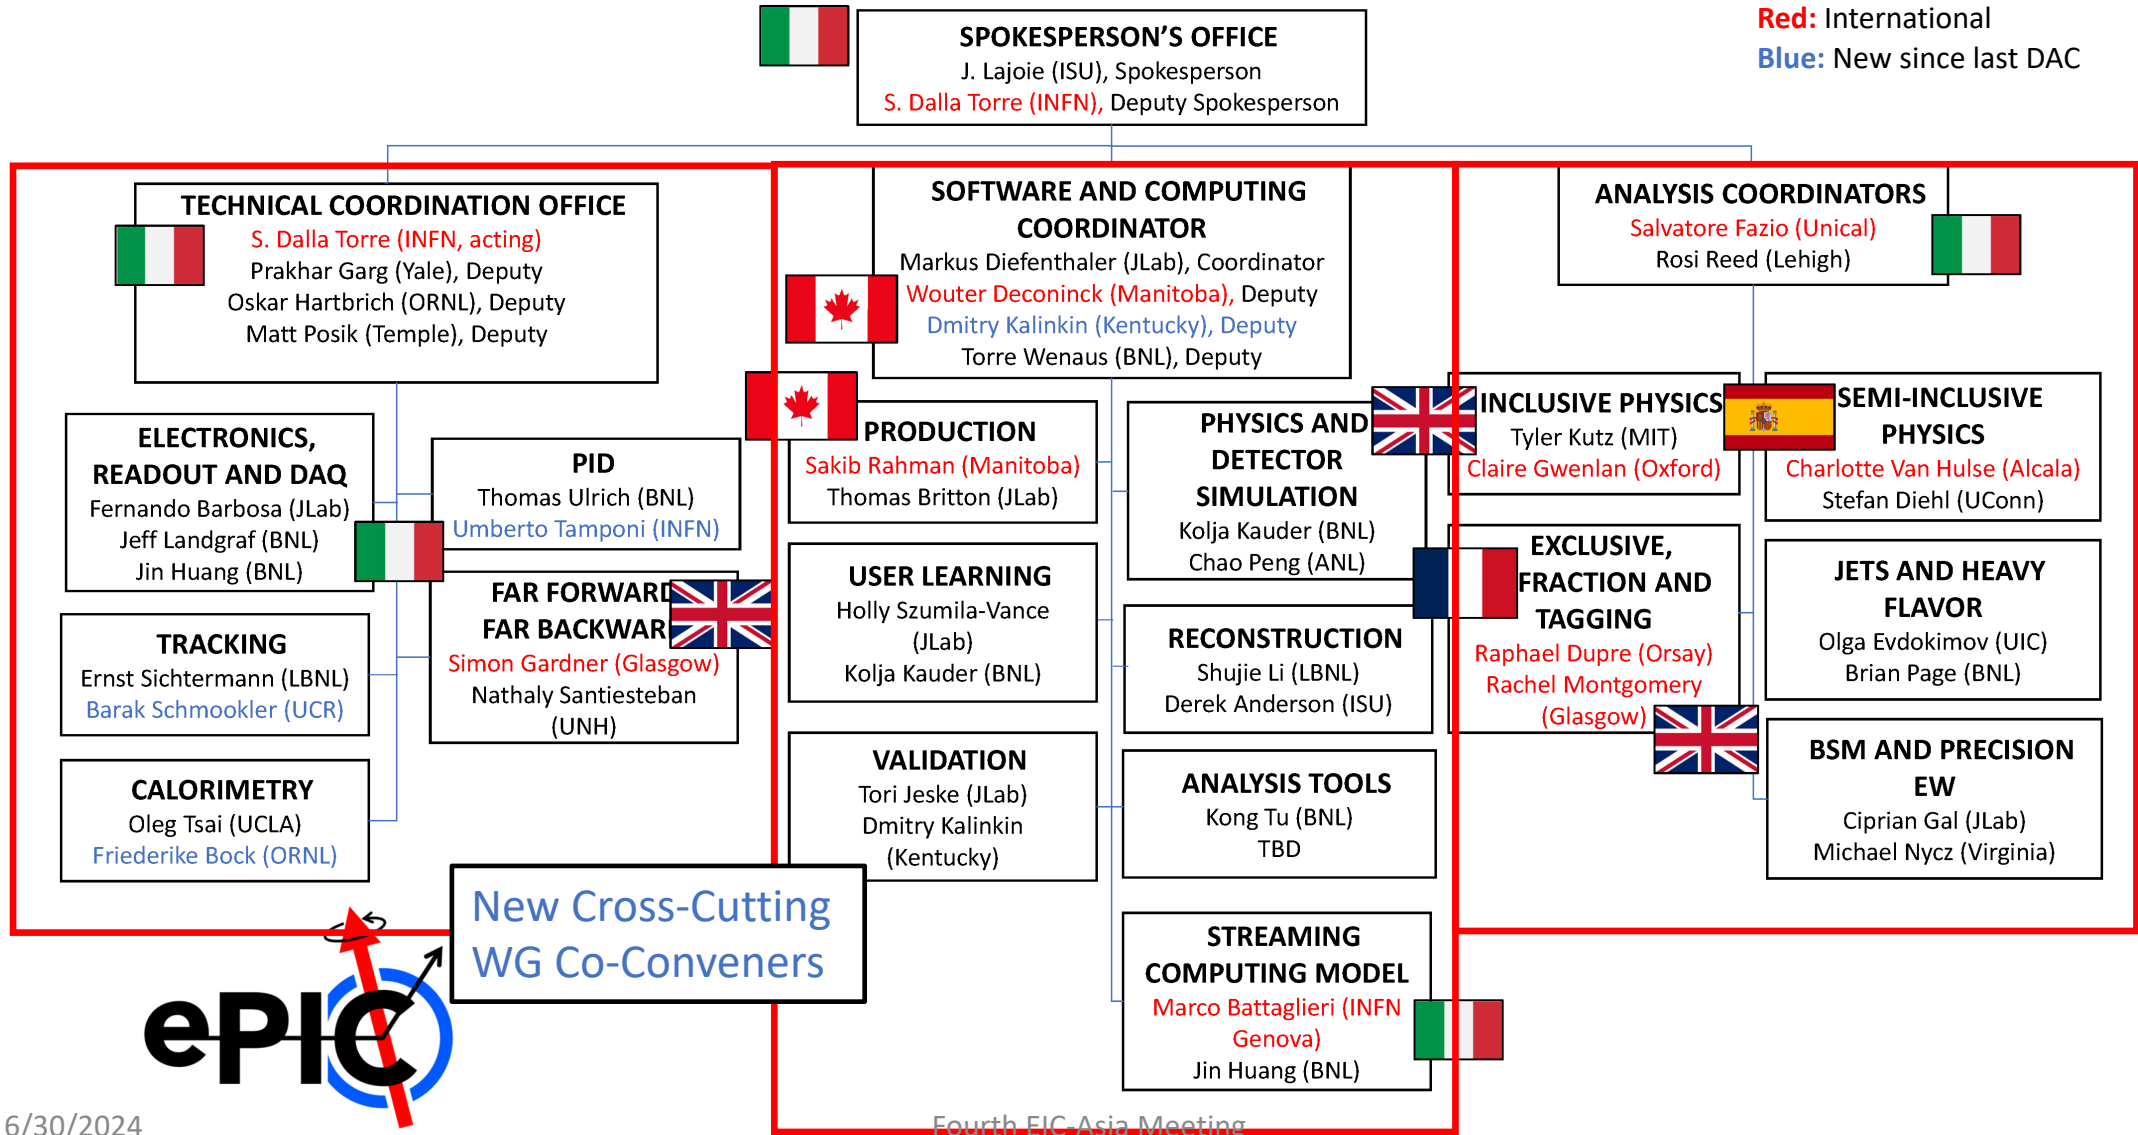 Red: International
Blue: New since last DAC
SPOKESPERSON'S OFFICE
J. Lajoie (ISU), Spokesperson
S. Dalla Torre (INFN), Deputy Spokesperson
TECHNICAL COORDINATION OFFICE
S. Dalla Torre (INFN, acting)
Prakhar Garg (Yale), Deputy
Oskar Hartbrich (ORNL), Deputy
Matt Posik (Temple), Deputy
ELECTRONICS,
READOUT AND DAQ
Fernando Barbosa (JLab)
Jeff Landgraf (BNL)
Jin Huang (BNL)
PID
Thomas Ulrich (BNL)
Umberto Tamponi (INFN)
TRACKING
Ernst Sichtermann (LBNL)
Barak Schmookler (UCR)
FAR FORWARD
FAR BACKWAR
Simon Gardner (Glasgow)
Nathaly Santiesteban
(UNH)
CALORIMETRY
Oleg Tsai (UCLA)
Friederike Bock (ORNL)
SOFTWARE AND COMPUTING
COORDINATOR
Markus Diefenthaler (JLab), Coordinator
Wouter Deconinck (Manitoba), Deputy
Dmitry Kalinkin (Kentucky), Deputy
Torre Wenaus (BNL), Deputy
PRODUCTION
Sakib Rahman (Manitoba)
Thomas Britton (JLab)
PHYSICS AND
DETECTOR
SIMULATION
Kolja Kauder (BNL)
Chao Peng (ANL)
USER LEARNING
Holly Szumila-Vance
(JLab)
Kolja Kauder (BNL)
RECONSTRUCTION
Shujie Li (LBNL)
Derek Anderson (ISU)
VALIDATION
Tori Jeske (JLab)
Dmitry Kalinkin
(Kentucky)
ANALYSIS TOOLS
Kong Tu (BNL)
TBD
STREAMING
COMPUTING MODEL
Marco Battaglieri (INFN
Genova)
Jin Huang (BNL)
ANALYSIS COORDINATORS
Salvatore Fazio (Unical)
Rosi Reed (Lehigh)
INCLUSIVE PHYSICS
Tyler Kutz (MIT)
Claire Gwenlan (Oxford)
SEMI-INCLUSIVE
PHYSICS
Charlotte Van Hulse (Alcala)
Stefan Diehl (UConn)
EXCLUSIVE,
FRACTION AND
TAGGING
Raphael Dupre (Orsay)
Rachel Montgomery
(Glasgow)
JETS AND HEAVY
FLAVOR
Olga Evdokimov (UIC)
Brian Page (BNL)
BSM AND PRECISION
EW
Ciprian Gal (JLab)
Michael Nycz (Virginia)
New Cross-Cutting
WG Co-Conveners
ePIC
6/30/2024
Fourth EIC-Asia Meeting